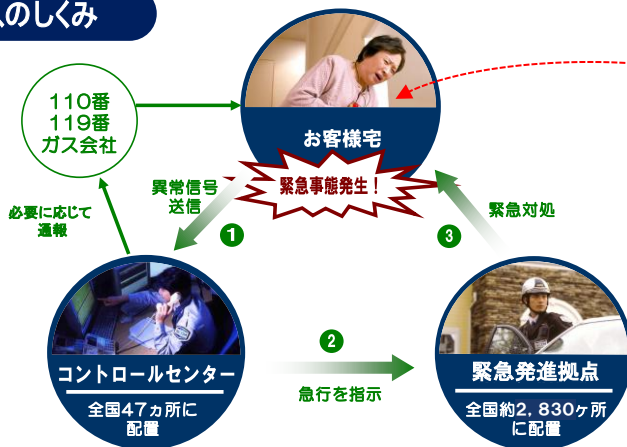 のしくみ
110番
119番
ガス会社
お客様宅
緊急事態発生！
異常信号
送信
❶
必要に応じて
通報
緊急対処
❸
コントロールセンター
全国47ヵ所に
配置
❷
急行を指示
緊急発進拠点
全国約2,830ヶ所
に配置